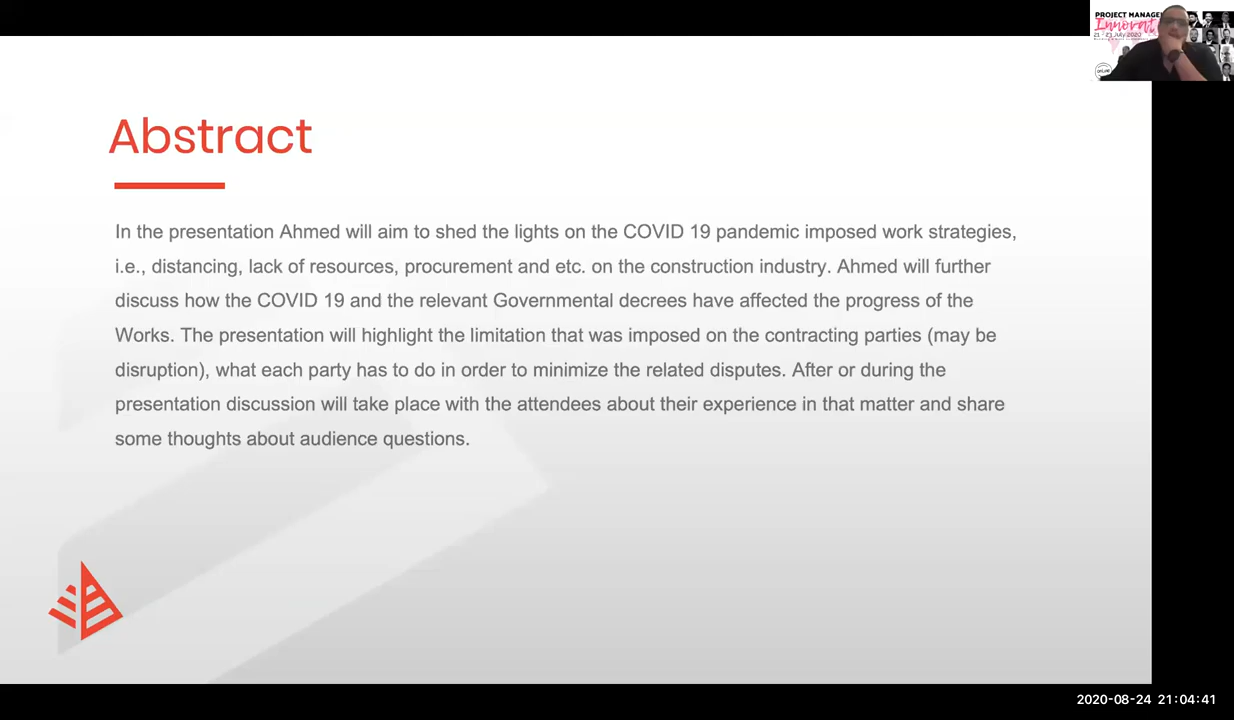 PROJECT MANAGE
Innovat
21 - 23 July 2020
Abstract
In the presentation Ahmed will aim to shed the lights on the COVID 19 pandemic imposed work strategies,
i.e., distancing, lack of resources, procurement and etc. on the construction industry. Ahmed will further
discuss how the COVID 19 and the relevant Governmental decrees have affected the progress of the
Works. The presentation will highlight the limitation that was imposed on the contracting parties (may be
disruption), what each party has to do in order to minimize the related disputes. After or during the
presentation discussion will take place with the attendees about their experience in that matter and share
some thoughts about audience questions.
2020-08-24 21:04:41